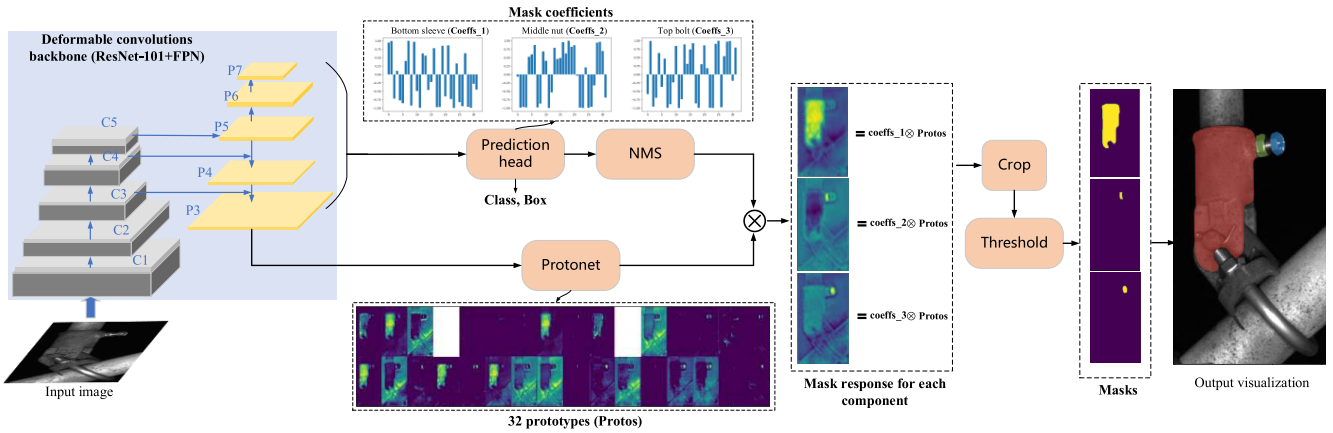 Deformable convolutions
backbone (ResNet-101+FPN)
P7
P6
P5
P4
P3
C5
C4
C3
C2
C1
Input image
Mask coefficients
Bottom sleeve (Coeffs_1)
Middle nut (Coeffs_2)
Top bolt (Coeffs_3)
Prediction
head
NMS
Class, Box
Protonet
32 prototypes (Protos)
= coeffs_1⊗ Protos
= coeffs_2⊗ Protos
= coeffs_3⊗ Protos
Mask response for each
component
Crop
Threshold
Masks
Output visualization